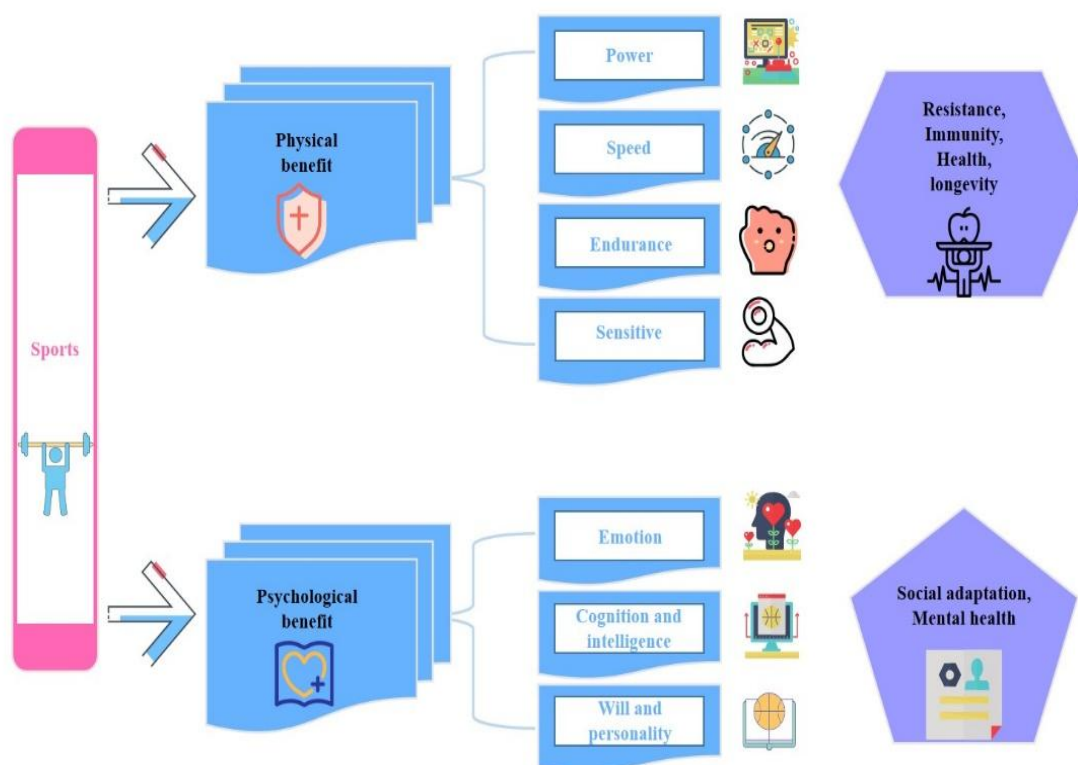 Sports
Physical
benefit
Power
Speed
Endurance
Sensitive
Resistance,
Immunity,
Health,
longevity
Psychological
benefit
Emotion
Cognition and
intelligence
Will and
personality
Social adaptation,
Mental health